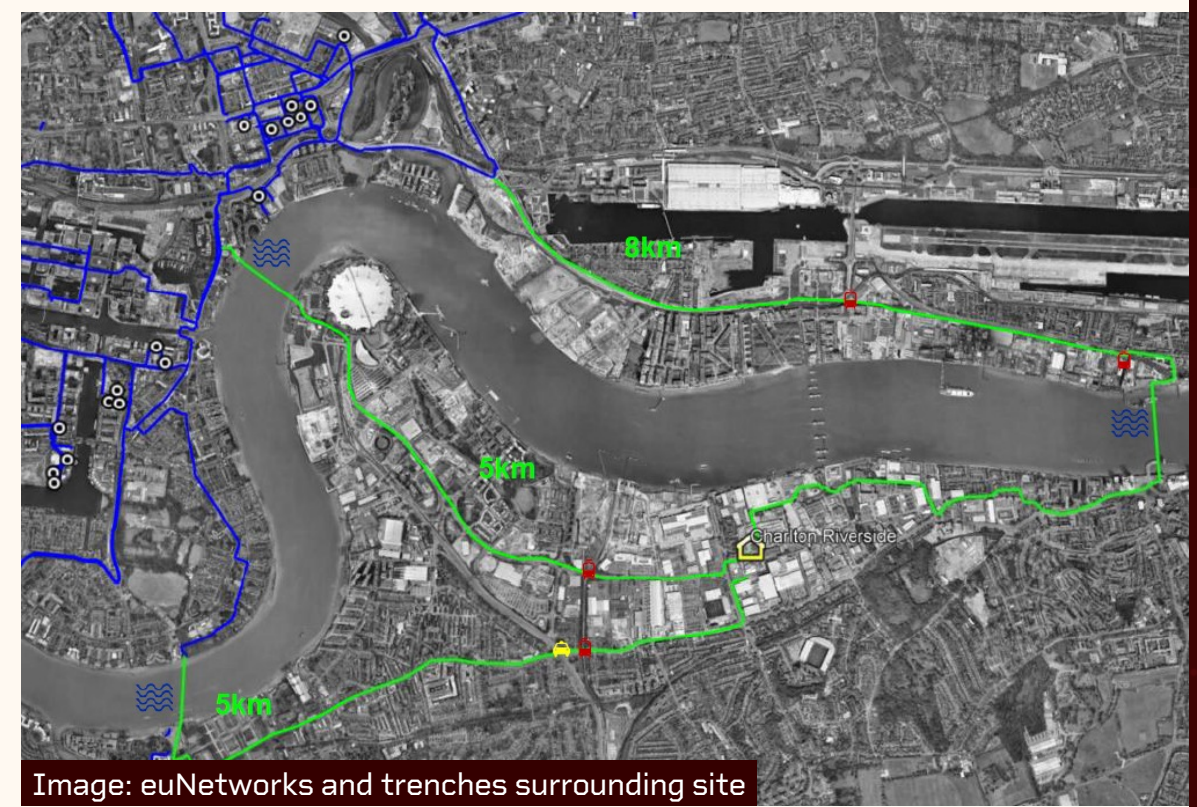 8km
5km
Charlton Riverside
5km
Image: euNetworks and trenches surrounding site